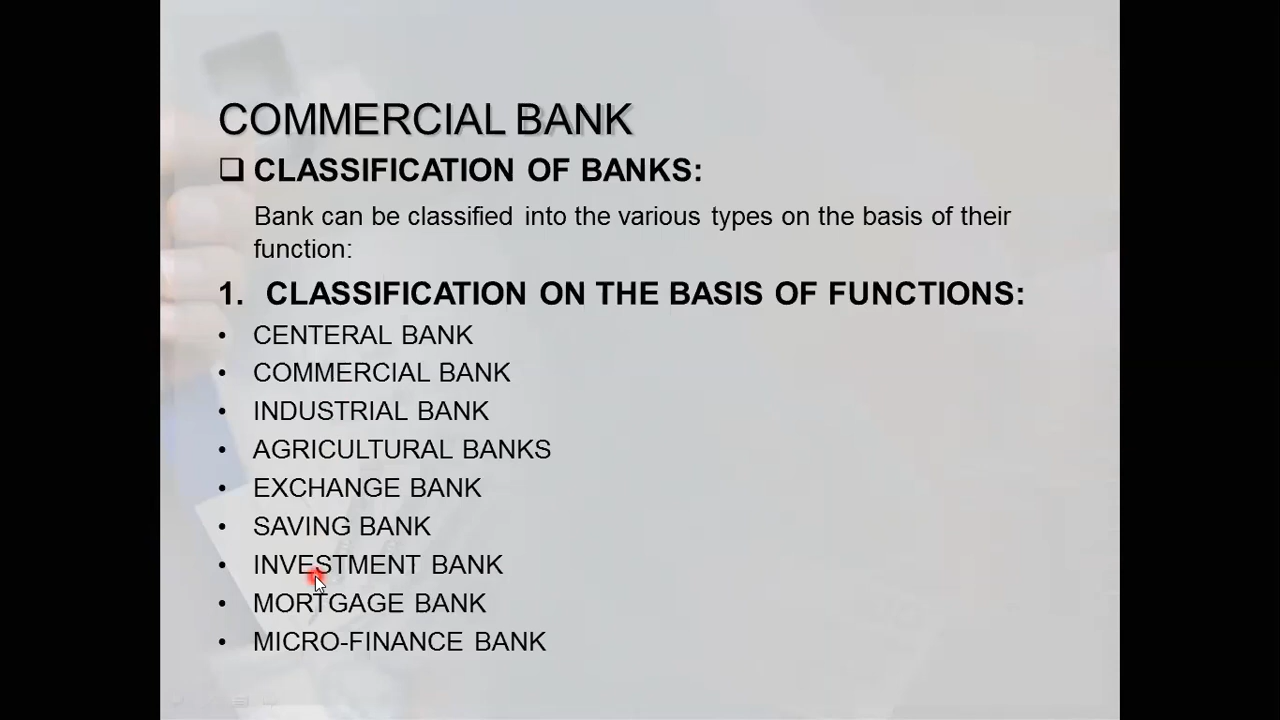 COMMERCIAL BANK
❑ CLASSIFICATION OF BANKS:
Bank can be classified into the various types on the basis of their
function:
1. CLASSIFICATION ON THE BASIS OF FUNCTIONS:
• CENTERAL BANK
• COMMERCIAL BANK
• INDUSTRIAL BANK
• AGRICULTURAL BANKS
• EXCHANGE BANK
• SAVING BANK
• INVESTMENT BANK
• MORTGAGE BANK
• MICRO-FINANCE BANK